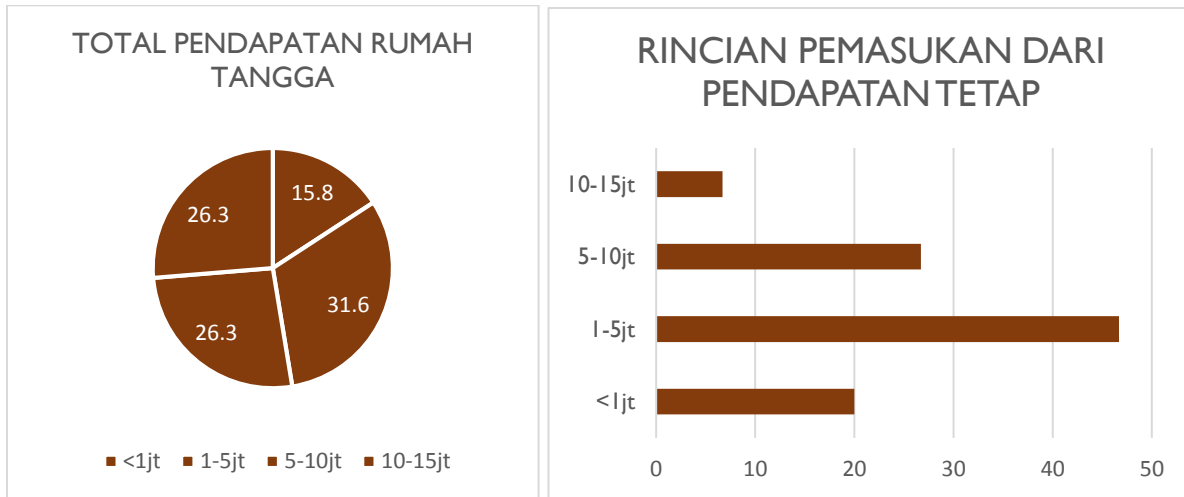 TOTAL PENDAPATAN RUMAH
TANGGA
15.8
31.6
26.3
26.3
<1jt 1-5jt 5-10jt 10-15jt
RINCIAN PEMASUKAN DARI
PENDAPATAN TETAP
10-15jt
5-10jt
1-5jt
<1jt
0 10 20 30 40 50